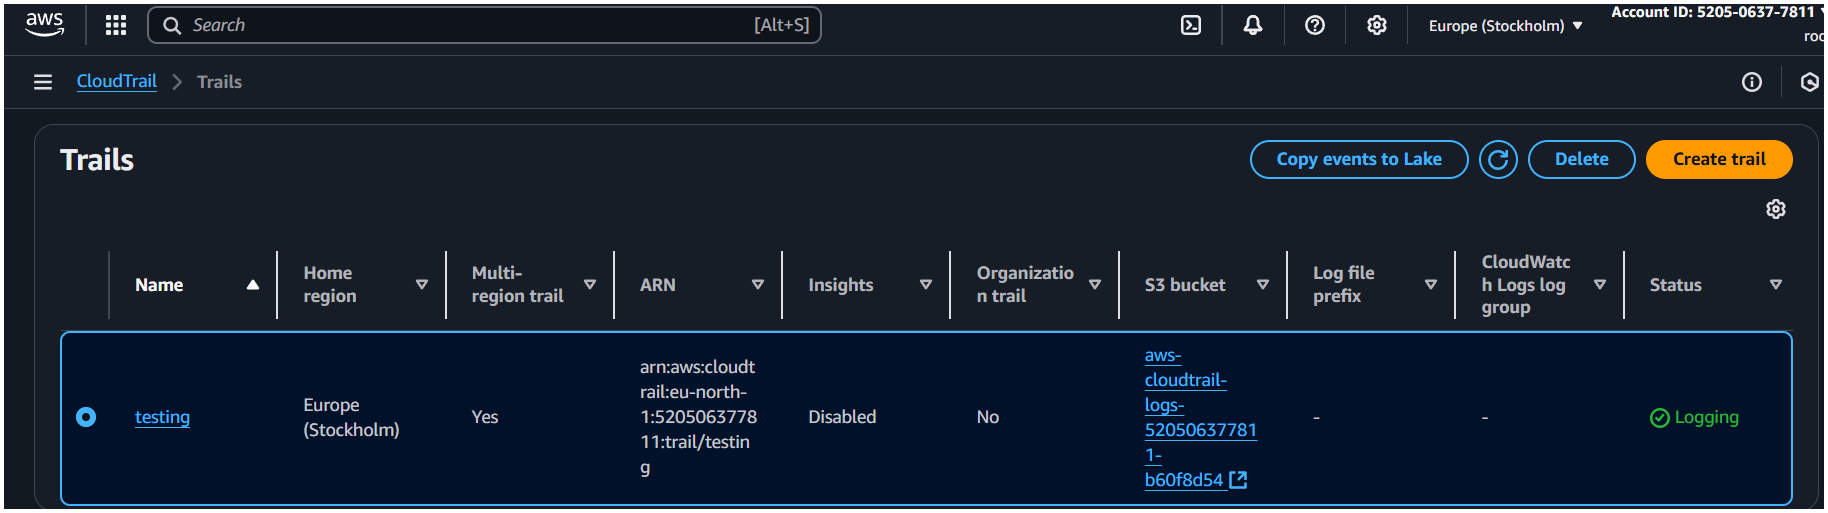 aws
Search
[Alt+S]
Europe (Stockholm)
Account ID: 5205-0637-7811
CloudTrail
Trails
Trails
Copy events to Lake
Delete
Create trail
Name
Home
region
Multi-
region trail
ARN
Insights
Organizatio
n trail
S3 bucket
Log file
prefix
CloudWatc
h Logs log
group
Status
testing
Europe
(Stockholm)
Yes
arn:aws:cloudt
rail:eu-north-
1:5205063778
11:trail/testin
g
Disabled
No
aws-
cloudtrail-
logs-
52050637781
1-
b60f8d54
-
-
Logging